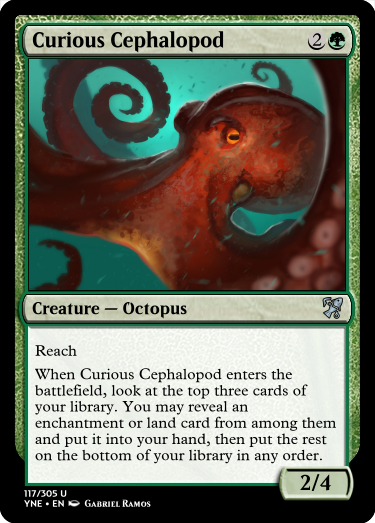 Curious Cephalopod 2
Creature — Octopus
Reach
When Curious Cephalopod enters the
battlefield, look at the top three cards of
your library. You may reveal an
enchantment or land card from among them
and put it into your hand, then put the rest
on the bottom of your library in any order.
2/4
117/305 U
YNE • EN Gabriel Ramos